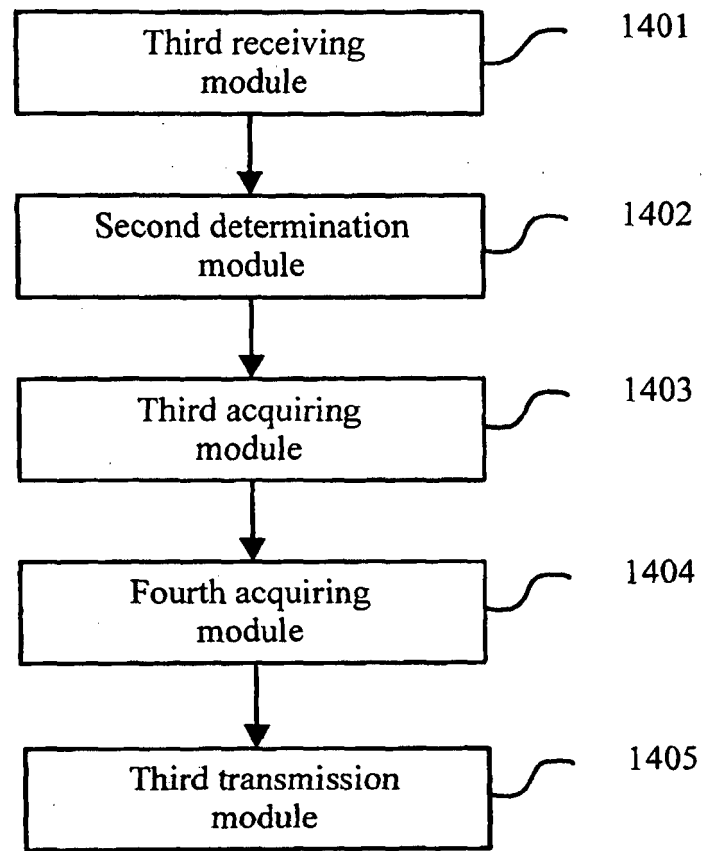 Third receiving
module
1401
Second determination
module
1402
Third acquiring
module
1403
Fourth acquiring
module
1404
Third transmission
module
1405